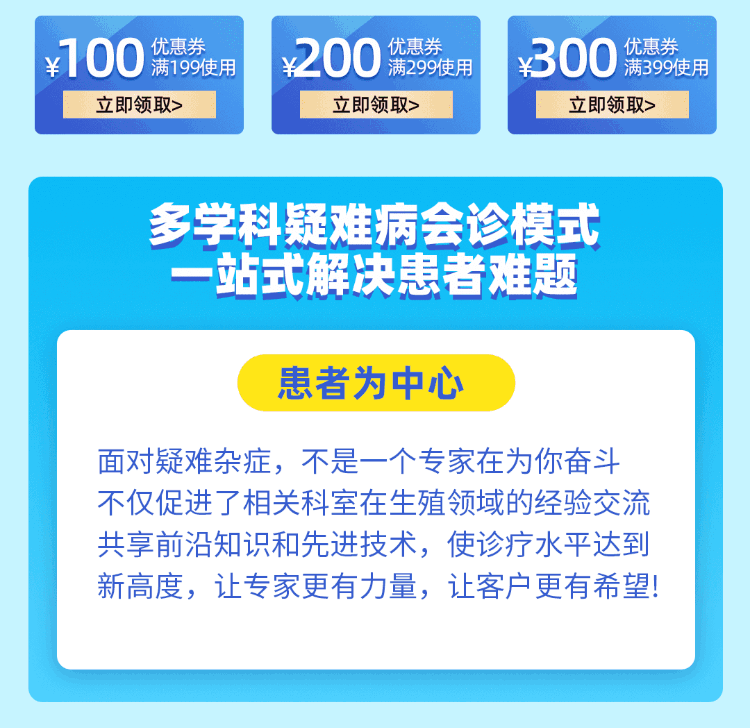 ¥100 优惠券 满199使用
立即领取>
¥200 优惠券 满299使用
立即领取>
¥300 优惠券 满399使用
立即领取>
多学科疑难病会诊模式
一站式解决患者难题
患者为中心
面对疑难杂症，不是一个专家在为你奋斗
不仅促进了相关科室在生殖领域的经验交流
共享前沿知识和先进技术，使诊疗水平达到
新高度，让专家更有力量，让客户更有希望!